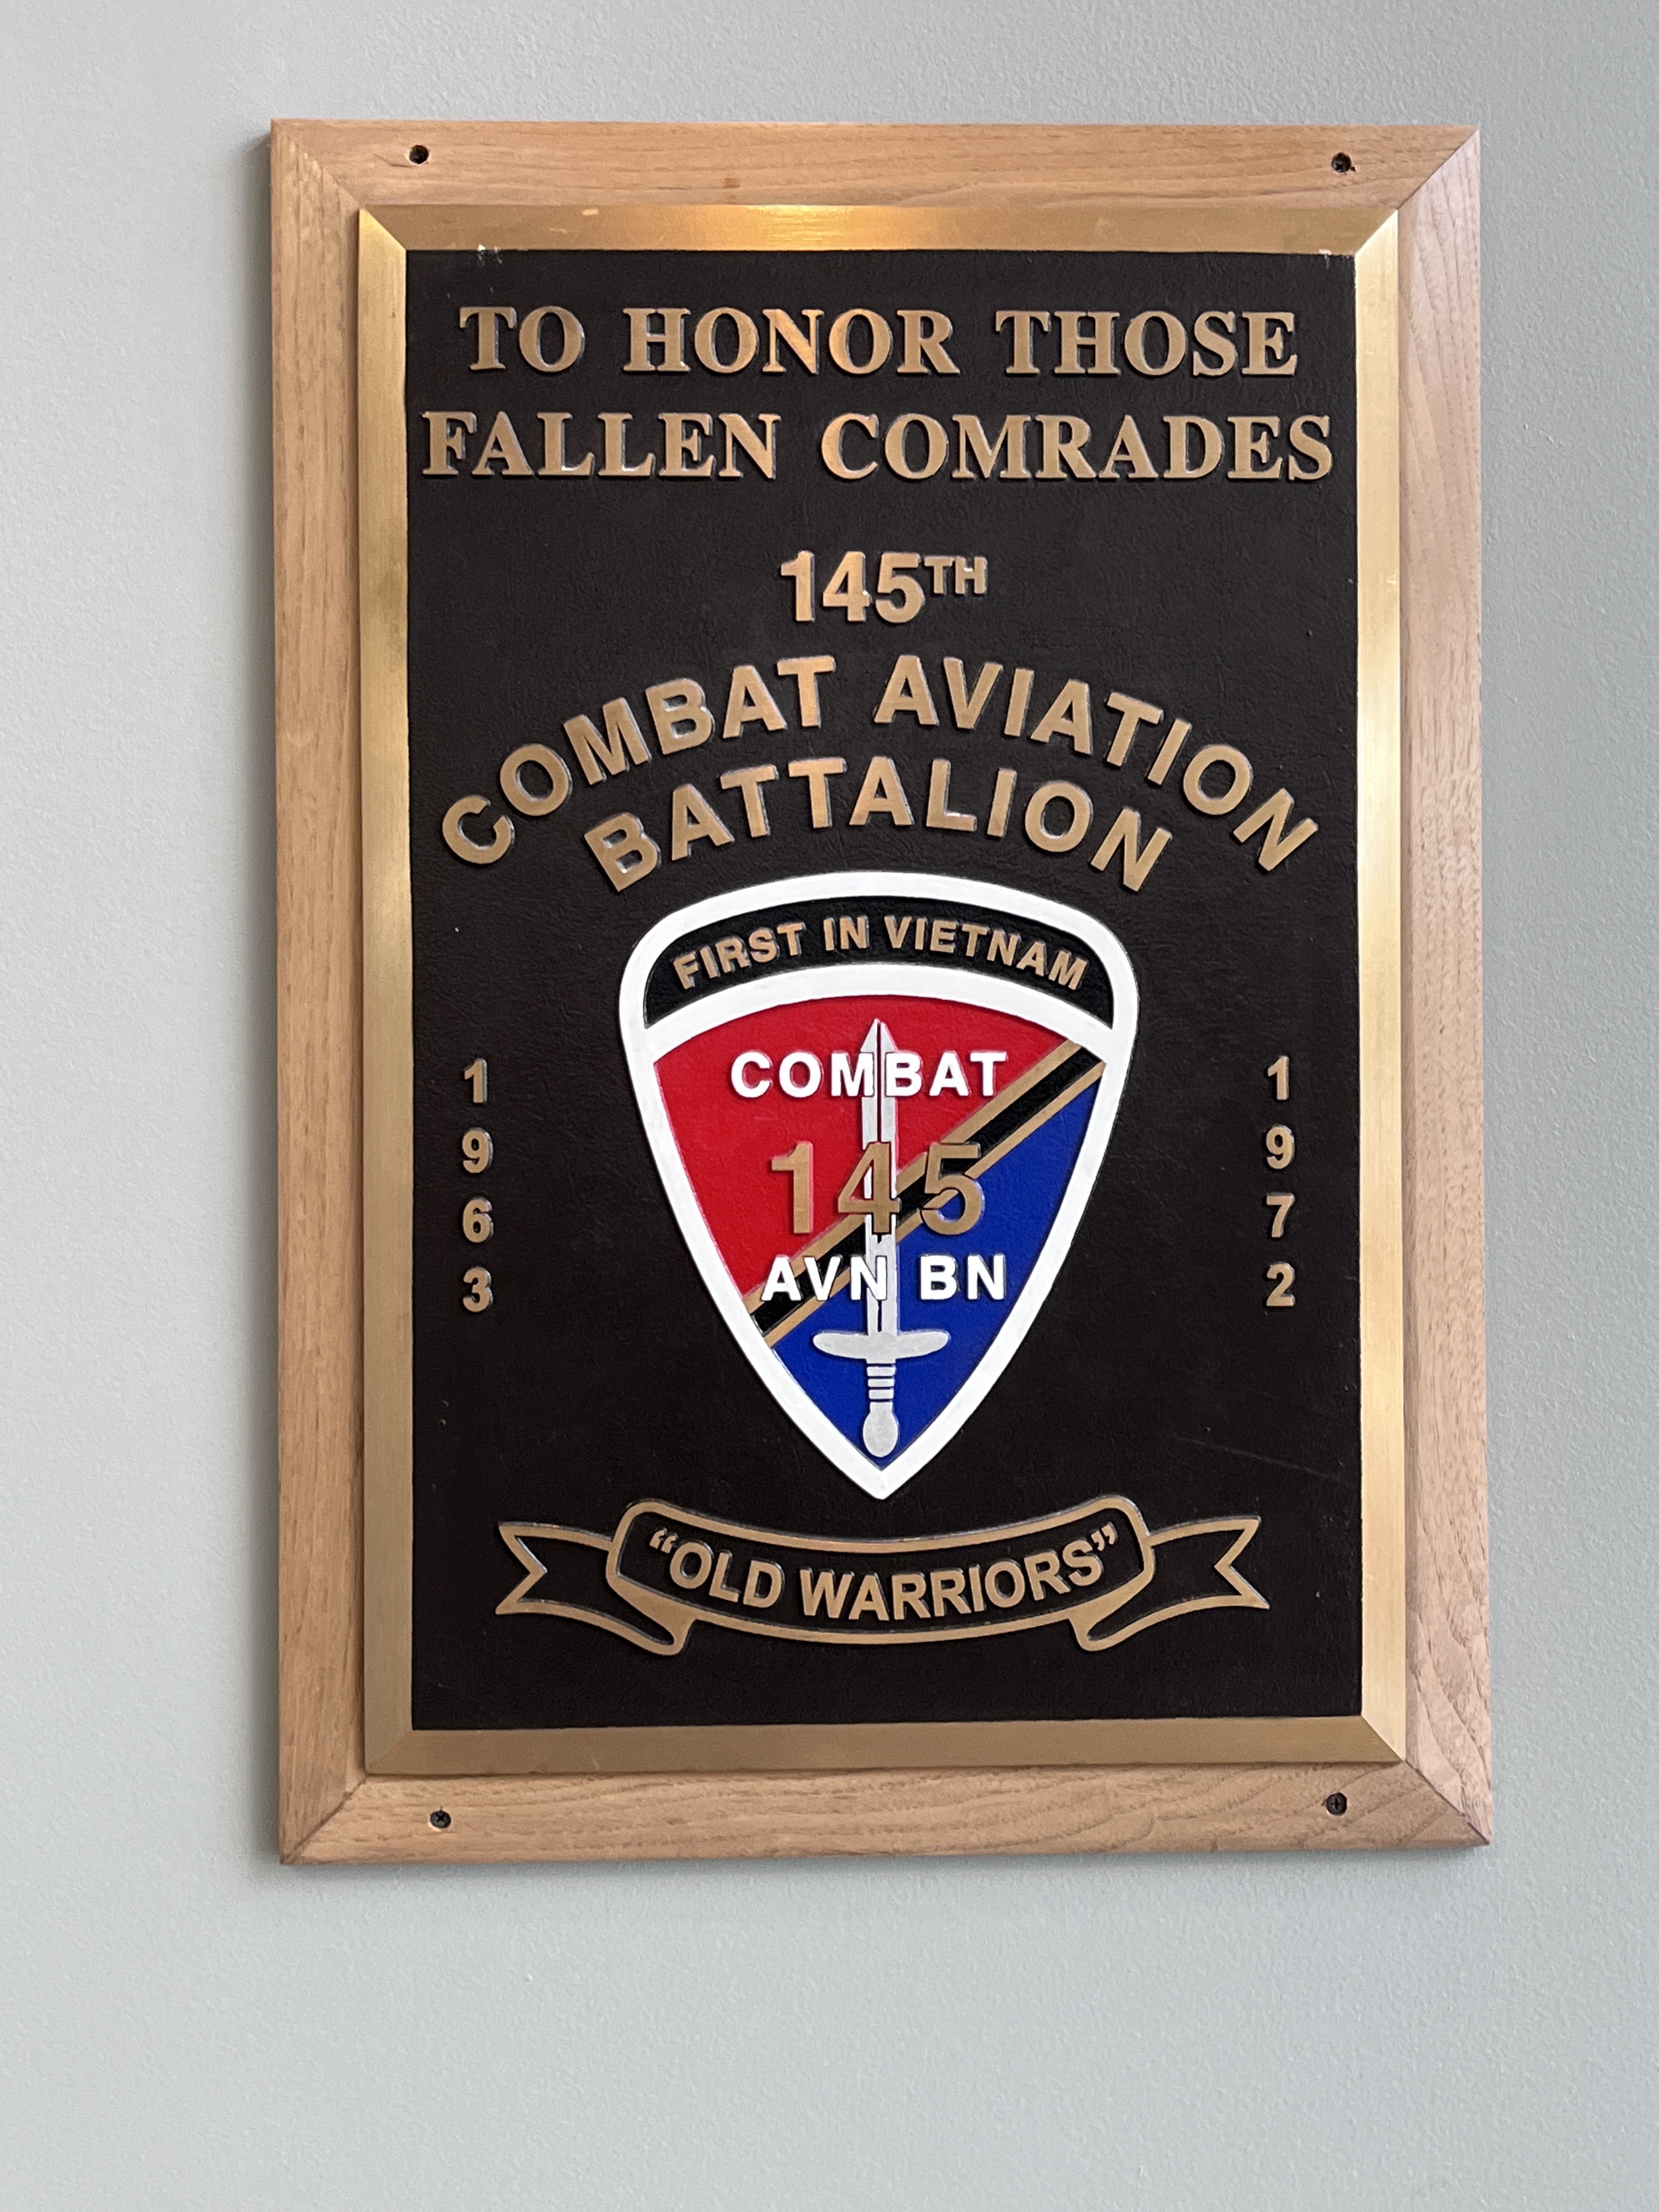 TO HONOR THOSE
FALLEN COMRADES
145TH
COMBAT AVIATION
BATTALION
FIRST IN VIETNAM
COMBAT
145
AVN BN
1963
1972
“OLD WARRIORS”